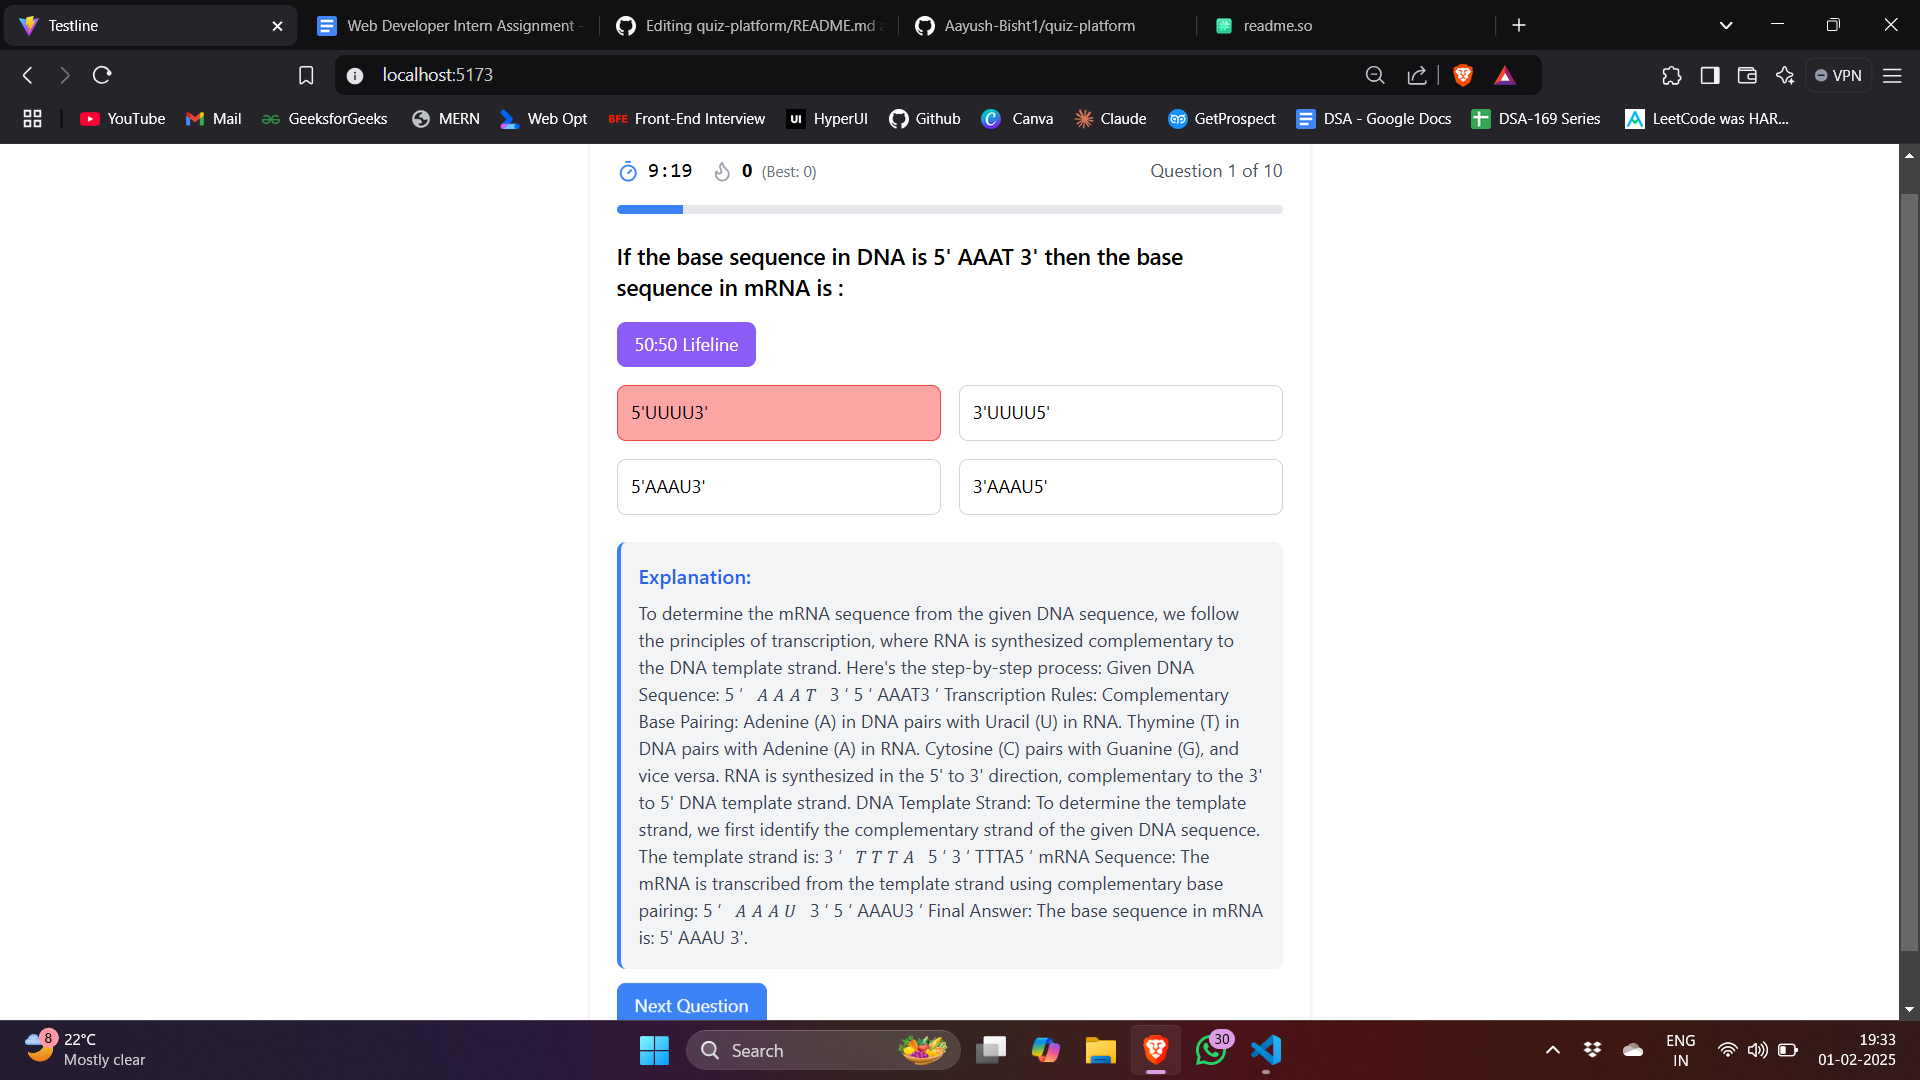 Testline
Web Developer Intern Assignment -
Editing quiz-platform/README.md a
Aayush-Bisht1/quiz-platform
readme.so
localhost:5173
VPN
YouTube
Mail
GeeksforGeeks
MERN
Web Opt
BFE Front-End Interview
UI HyperUI
Github
Canva
Claude
GetProspect
DSA - Google Docs
DSA-169 Series
LeetCode was HAR...
9:19 0 (Best: 0) Question 1 of 10
If the base sequence in DNA is 5' AAAT 3' then the base
sequence in mRNA is :
50:50 Lifeline
5'UUUU3' 3'UUUU5'
5'AAAU3' 3'AAAU5'
Explanation:
To determine the mRNA sequence from the given DNA sequence, we follow
the principles of transcription, where RNA is synthesized complementary to
the DNA template strand. Here's the step-by-step process: Given DNA
Sequence: 5 ‘ 𝐴 𝐴 𝐴 𝑇 3 ‘ 5 ‘ AAAT3 ‘ Transcription Rules: Complementary
Base Pairing: Adenine (A) in DNA pairs with Uracil (U) in RNA. Thymine (T) in
DNA pairs with Adenine (A) in RNA. Cytosine (C) pairs with Guanine (G), and
vice versa. RNA is synthesized in the 5' to 3' direction, complementary to the 3'
to 5' DNA template strand. DNA Template Strand: To determine the template
strand, we first identify the complementary strand of the given DNA sequence.
The template strand is: 3 ‘ 𝑇 𝑇 𝑇 𝐴 5 ‘ 3 ‘ TTTA5 ‘ mRNA Sequence: The
mRNA is transcribed from the template strand using complementary base
pairing: 5 ‘ 𝐴 𝐴 𝐴 𝑈 3 ‘ 5 ‘ AAAU3 ‘ Final Answer: The base sequence in mRNA
is: 5' AAAU 3'.
Next Question
8
22°C
Mostly clear
Search
30
ENG
IN
19:33
01-02-2025